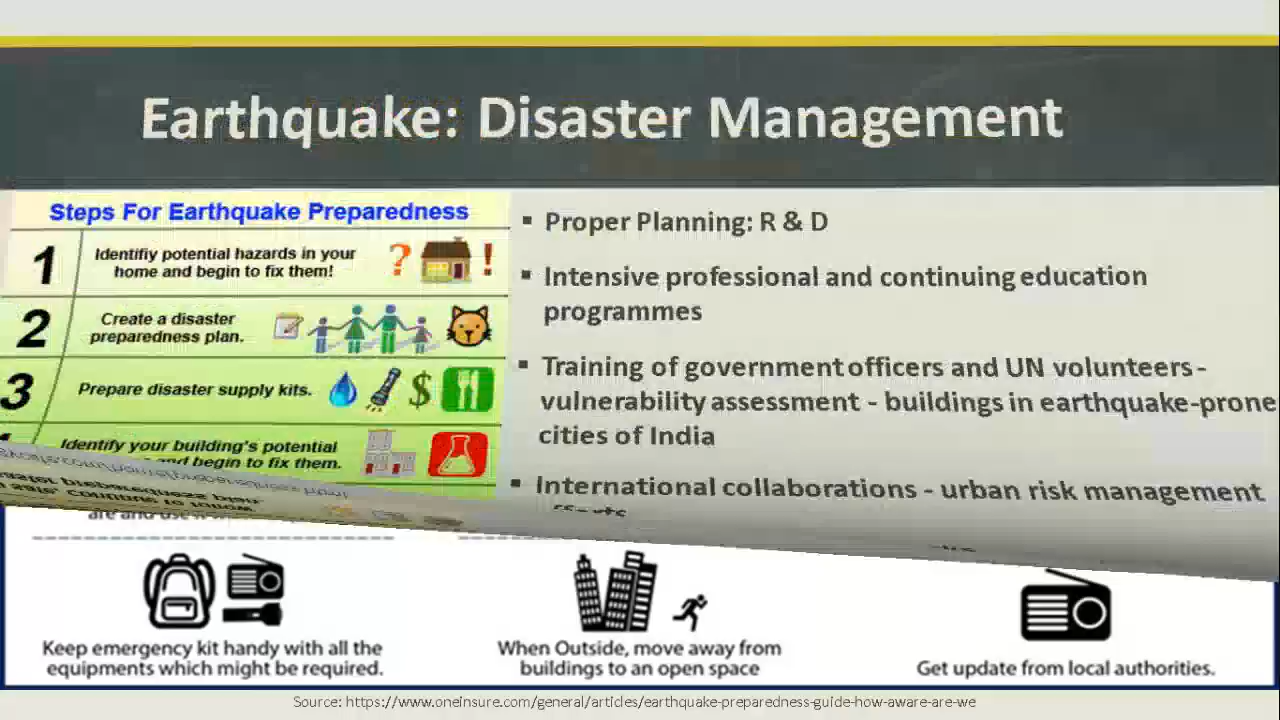 Earthquake: Disaster Management
Steps For Earthquake Preparedness
1
Identifiy potential hazards in your
home and begin to fix them!
2
Create a disaster
preparedness plan.
3
Prepare disaster supply kits.
Identify your building's potential
and begin to fix them.
▪ Proper Planning: R & D
▪ Intensive professional and continuing education
programmes
▪ Training of government officers and UN volunteers -
vulnerability assessment - buildings in earthquake-prone
cities of India
▪ International collaborations - urban risk management
Keep emergency kit handy with all the
equipments which might be required.
When Outside, move away from
buildings to an open space
Get update from local authorities.
Source: https://www.oneinsure.com/general/articles/earthquake-preparedness-guide-how-aware-are-we